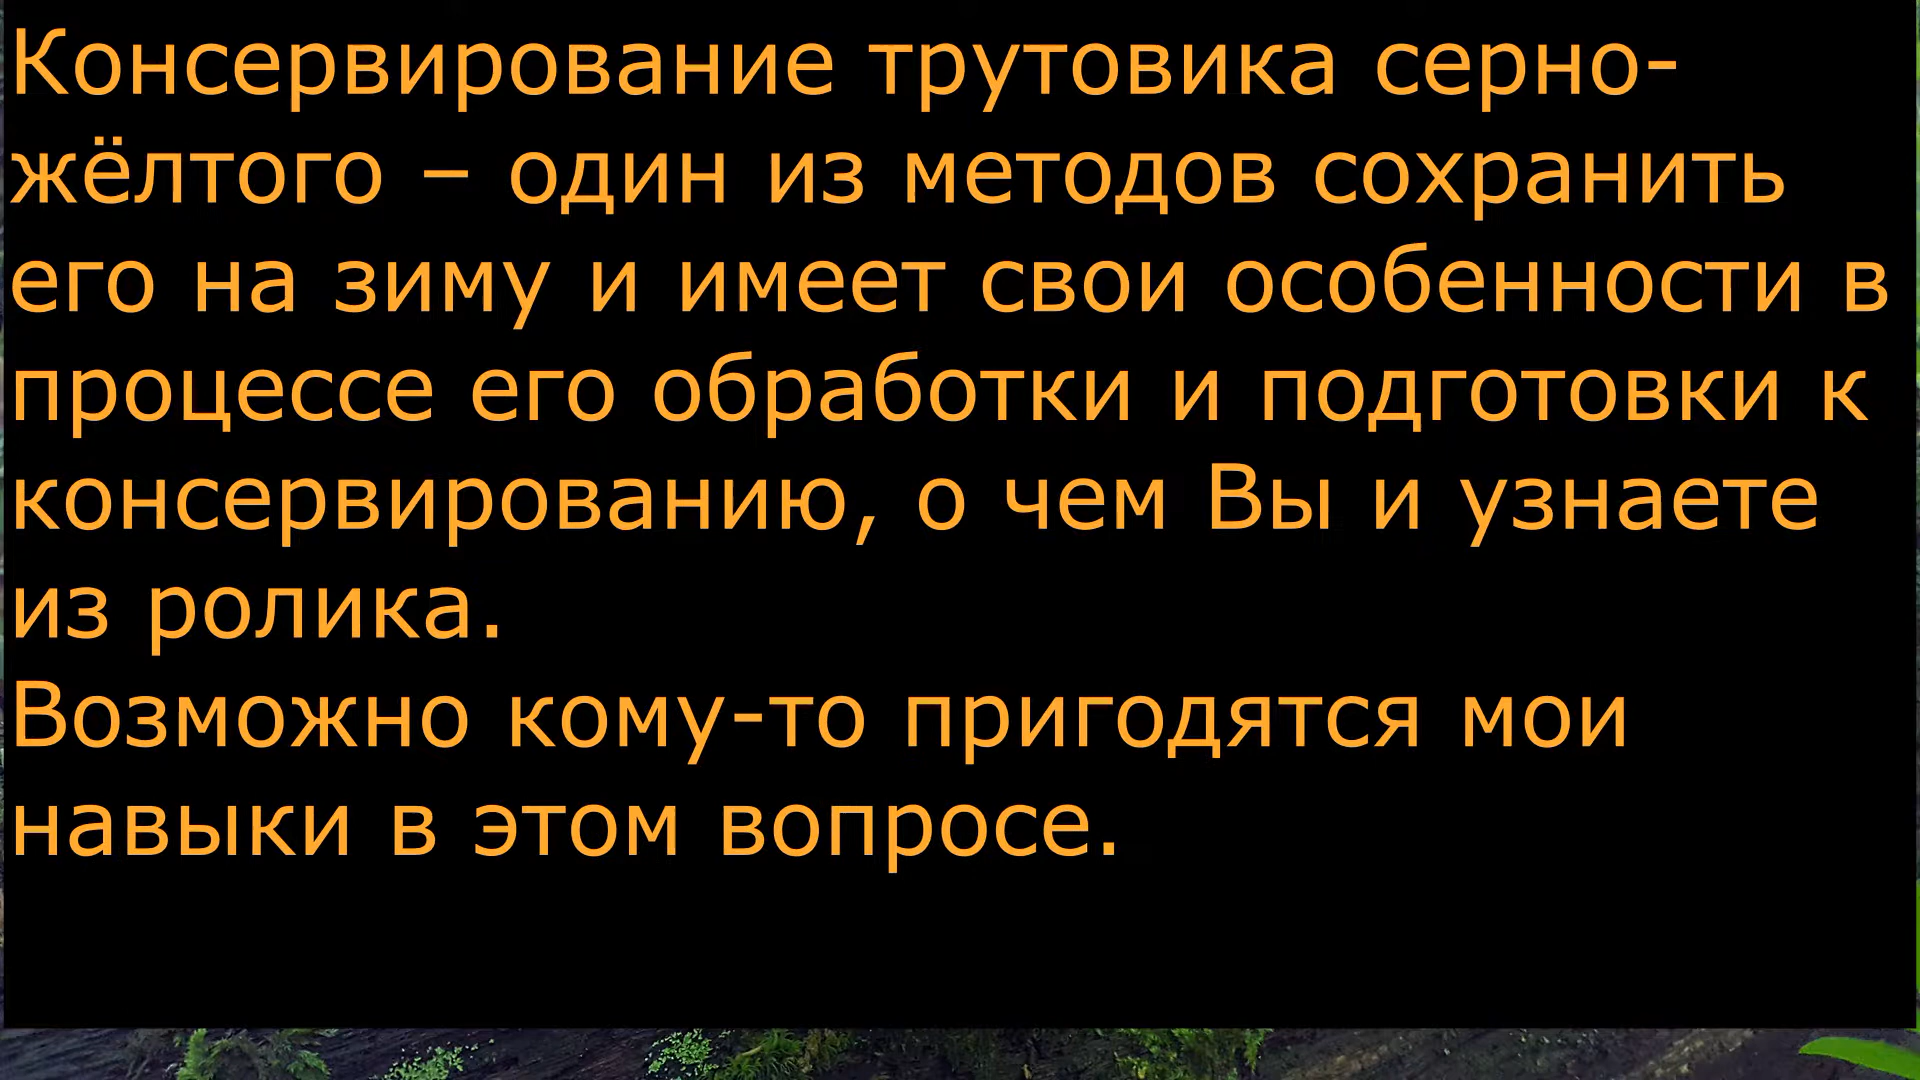 Консервирование трутовика серно-
жёлтого – один из методов сохранить
его на зиму и имеет свои особенности в
процессе его обработки и подготовки к
консервированию, о чем Вы и узнаете
из ролика.
Возможно кому-то пригодятся мои
навыки в этом вопросе.